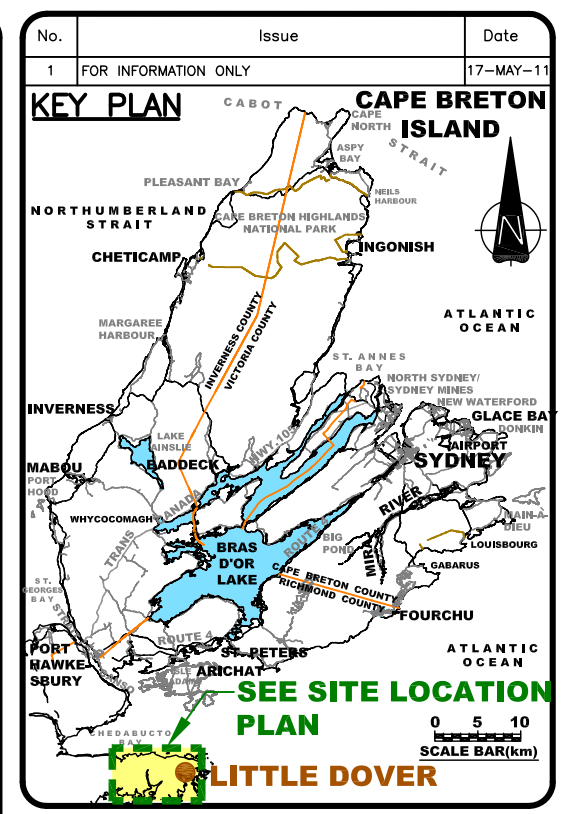 No. Issue Date
1 FOR INFORMATION ONLY 17-MAY-11
KEY PLAN
CAPE BRETON
ISLAND
CABOT
STRAIT
CAPE
NORTH
ASPY
BAY
PLEASANT BAY
NEILS
HARBOUR
NORTHUMBERLAND
STRAIT
CAPE BRETON HIGHLANDS
NATIONAL PARK
CHETICAMP
INGONISH
N
ATLANTIC
OCEAN
MARGAREE
HARBOUR
INVERNESS COUNTY
VICTORIA COUNTY
ST. ANNES
BAY
NORTH SYDNEY/
SYDNEY MINES
NEW WATERFORD
INVERNESS
GLACE BAY
DONKIN
LAKE
AINSLIE
HWY. 105
AIRPORT
SYDNEY
MABOU
BADDECK
PORT
HOOD
WHYCOCOMAGH
TRANS
CANADA
MIRA RIVER
MAIN-A
DIEU
LOUISBOURG
BRAS
D'OR
LAKE
ROUTE 4
BIG
POND
GABARUS
CAPE BRETON COUNTY
RICHMOND COUNTY
ST.
GEORGES
BAY
FOURCHU
PORT
HAWKE
SBURY
ROUTE 4
ST. PETERS
ARICHAT
ATLANTIC
OCEAN
SEE SITE LOCATION
PLAN
CHEDABUCTO
BAY
0 5 10
SCALE BAR(km)
LITTLE DOVER